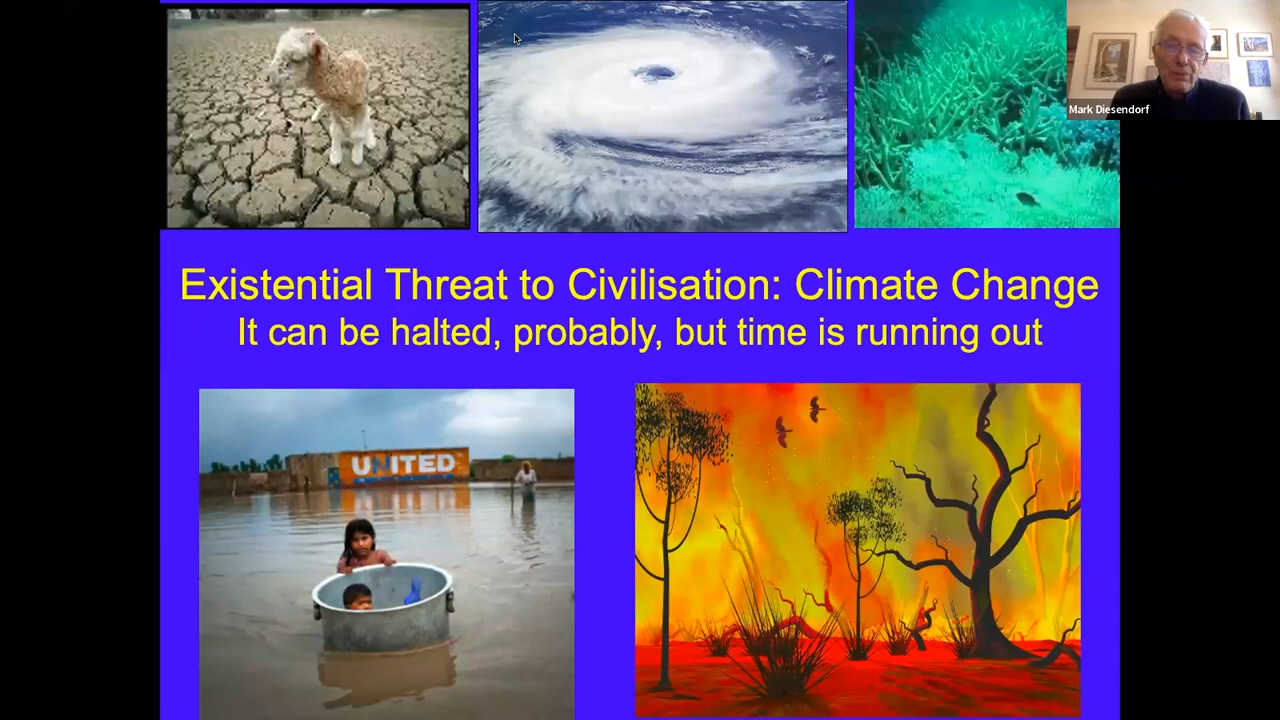 Mark Diesendorf
Existential Threat to Civilisation: Climate Change
It can be halted, probably, but time is running out
UNITED